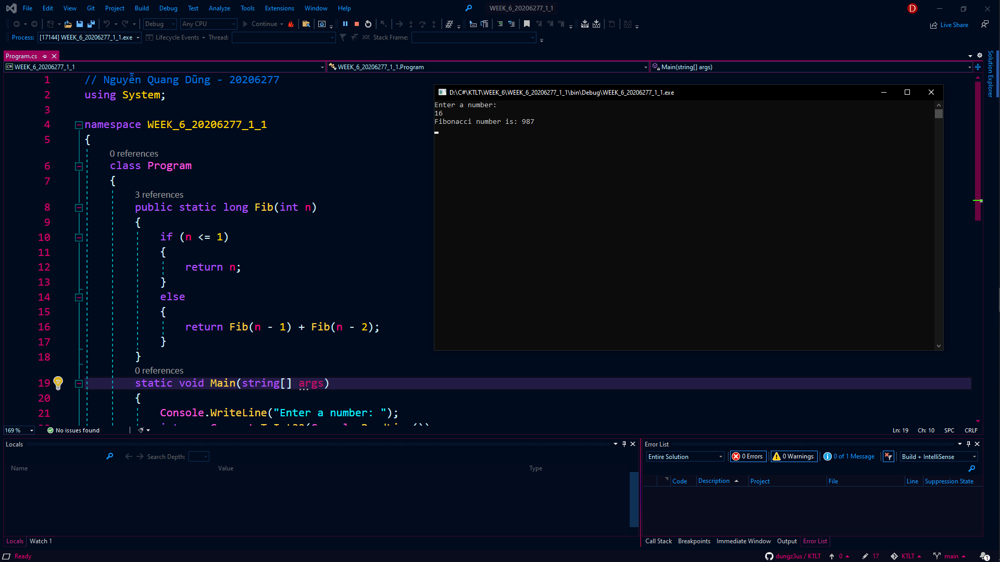 File Edit View Git Project Build Debug Test Analyze Tools Extensions Window Help WEEK_6_20206277_1_1 D
Debug Any CPU Continue Live Share
Process: [17144] WEEK_6_20206277_1_1.exe Lifecycle Events Thread: Stack Frame:
Program.cs
WEEK_6_20206277_1_1 WEEK_6_20206277_1_1.Program Main(string[] args)
Solution Explorer
1 // Nguyễn Quang Dũng - 20206277
2 using System;
3
4 namespace WEEK_6_20206277_1_1
5 {
0 references
6 class Program
7 {
3 references
8 public static long Fib(int n)
9 {
10 if (n <= 1)
11 {
12 return n;
13 }
14 else
15 {
16 return Fib(n - 1) + Fib(n - 2);
17 }
18 }
0 references
19 static void Main(string[] args)
20 {
21 Console.WriteLine("Enter a number: ");
D:\C#\KTLT\WEEK_6\WEEK_6_20206277_1_1\bin\Debug\WEEK_6_20206277_1_1.exe
Enter a number:
16
Fibonacci number is: 987
169 % No issues found Ln: 19 Ch: 10 SPC CRLF
Locals
Search Depth:
Name Value Type
Locals Watch 1
Error List
Entire Solution 0 Errors 0 Warnings 0 of 1 Message Build + IntelliSense
Code Description Project File Line Suppression State
Call Stack Breakpoints Immediate Window Output Error List
Ready dungz3us / KTLT 0 17 KTLT main 1